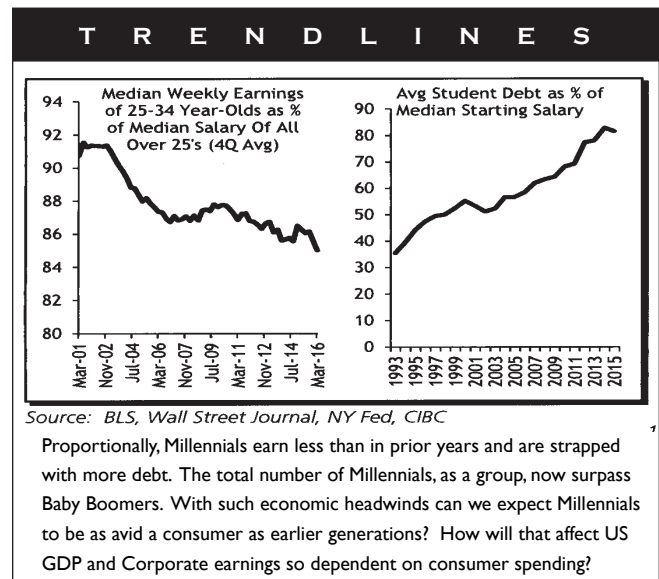 TRENDLINES
Median Weekly Earnings
of 25-34 Year-Olds as %
of Median Salary Of All
Over 25's (4Q Avg)
94
92
90
88
86
84
82
80
Mar-01
Nov-02
Jul-04
Mar-06
Nov-07
Jul-09
Mar-11
Nov-12
Jul-14
Mar-16
Avg Student Debt as % of
Median Starting Salary
90
80
70
60
50
40
30
20
10
0
1993
1995
1997
1999
2001
2003
2005
2007
2009
2011
2013
2015
Source: BLS, Wall Street Journal, NY Fed, CIBC
1
Proportionally, Millennials earn less than in prior years and are strapped
with more debt. The total number of Millennials, as a group, now surpass
Baby Boomers. With such economic headwinds can we expect Millennials
to be as avid a consumer as earlier generations? How will that affect US
GDP and Corporate earnings so dependent on consumer spending?